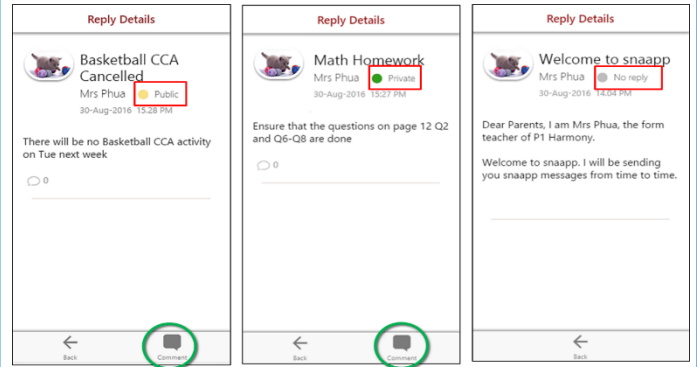 Reply Details
Basketball CCA
Cancelled
Mrs Phua Public
30-Aug-2016 15.28 PM
There will be no Basketball CCA activity
on Tue next week
0
Back
Comment
Reply Details
Math Homework
Mrs Phua Private
30-Aug-2016 15:27 PM
Ensure that the questions on page 12 Q2
and Q6-Q8 are done
0
Back
Comment
Reply Details
Welcome to snaapp
Mrs Phua No reply
30-Aug-2016 14.04 PM
Dear Parents, I am Mrs Phua, the form
teacher of P1 Harmony.
Welcome to snaapp. I will be sending
you snaapp messages from time to time.
Back